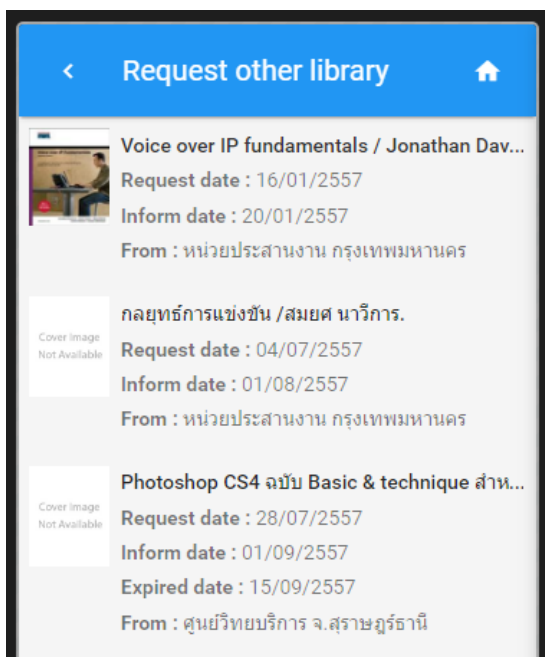 Request other library
Voice over IP fundamentals / Jonathan Dav...
Request date : 16/01/2557
Inform date : 20/01/2557
From : หน่วยประสานงาน กรุงเทพมหานคร
Cover Image
Not Available
กลยุทธ์การแข่งขัน /สมยศ นาวีการ.
Request date : 04/07/2557
Inform date : 01/08/2557
From : หน่วยประสานงาน กรุงเทพมหานคร
Cover Image
Not Available
Photoshop CS4 ฉบับ Basic & technique สำห...
Request date : 28/07/2557
Inform date : 01/09/2557
Expired date : 15/09/2557
From : ศูนย์วิทยบริการ จ.สุราษฎร์ธานี